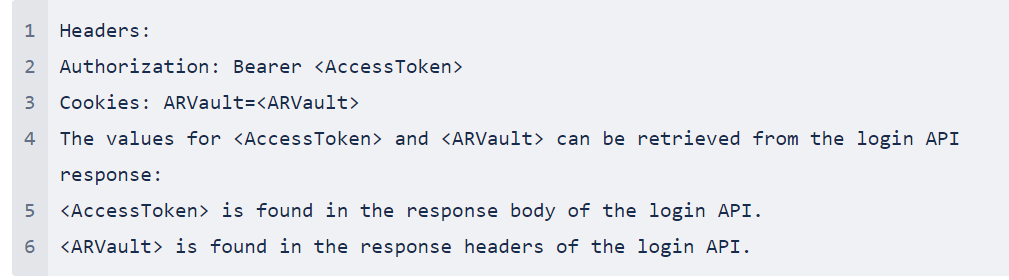 1 Headers:
2 Authorization: Bearer <AccessToken>
3 Cookies: ARVault=<ARVault>
4 The values for <AccessToken> and <ARVault> can be retrieved from the login API
response:
5 <AccessToken> is found in the response body of the login API.
6 <ARVault> is found in the response headers of the login API.